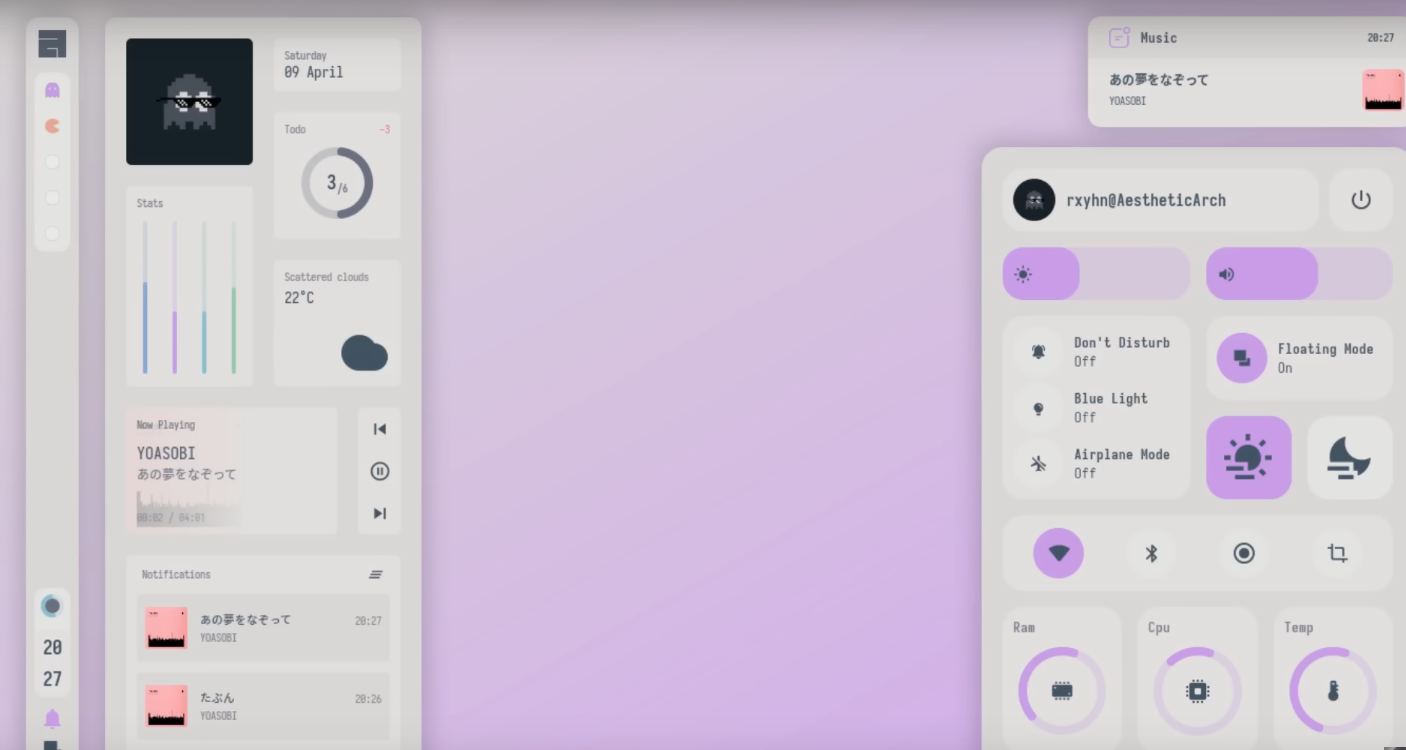 20
27
Saturday
09 April
Todo
-3
3/6
Stats
Scattered clouds
22°C
Now Playing
YOASOBI
あの夢をなぞって
00:02 / 04:01
Notifications
あの夢をなぞって
20:27
YOASOBI
たぶん
20:26
YOASOBI
Music
20:27
あの夢をなぞって
YOASOBI
rxyhn@AestheticArch
Don't Disturb
Off
Blue Light
Off
Airplane Mode
Off
Floating Mode
On
Ram
Cpu
Temp